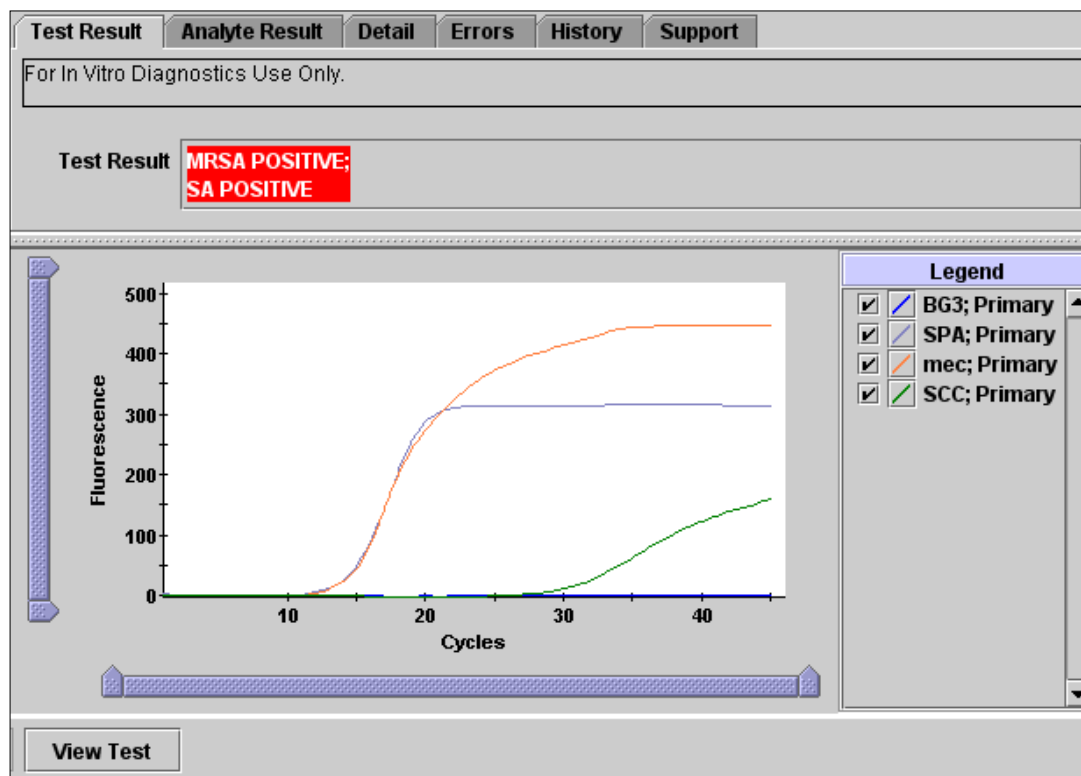 Test Result Analyte Result Detail Errors History Support
For In Vitro Diagnostics Use Only.
Test Result MRSA POSITIVE;
SA POSITIVE
Legend
BG3; Primary
SPA; Primary
mec; Primary
SCC; Primary
Fluorescence
500
400
300
200
100
0
10 20 30 40
Cycles
View Test